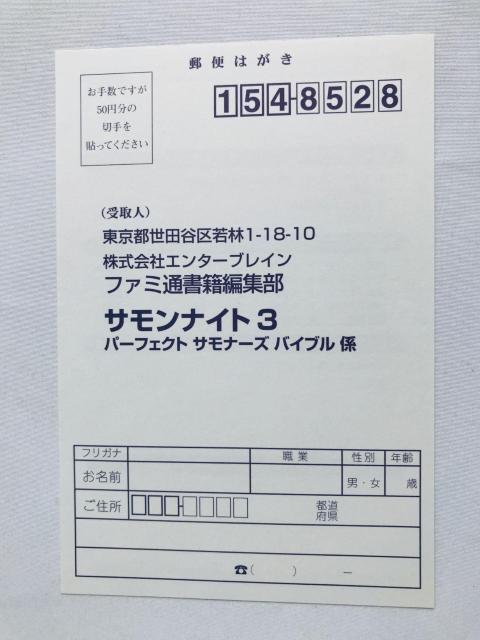 郵便はがき
お手数ですが
50円分の
切手を
貼ってください
154-8528
（受取人）
東京都世田谷区若林1-18-10
株式会社エンターブレイン
ファミ通書籍編集部
サモンナイト3
パーフェクト サモナーズ バイブル 係
フリガナ 職業 性別 年齢
お名前 男・女 歳
ご住所 都道
府県
☎（ ） −